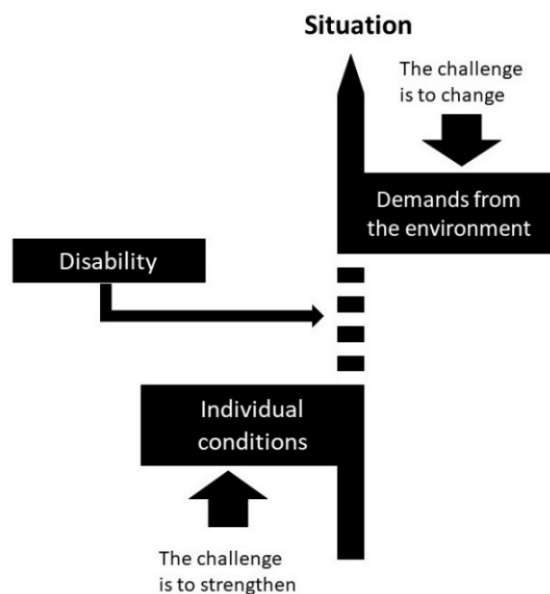 Situation
The challenge
is to change
Demands from
the environment
Disability
Individual
conditions
The challenge
is to strengthen